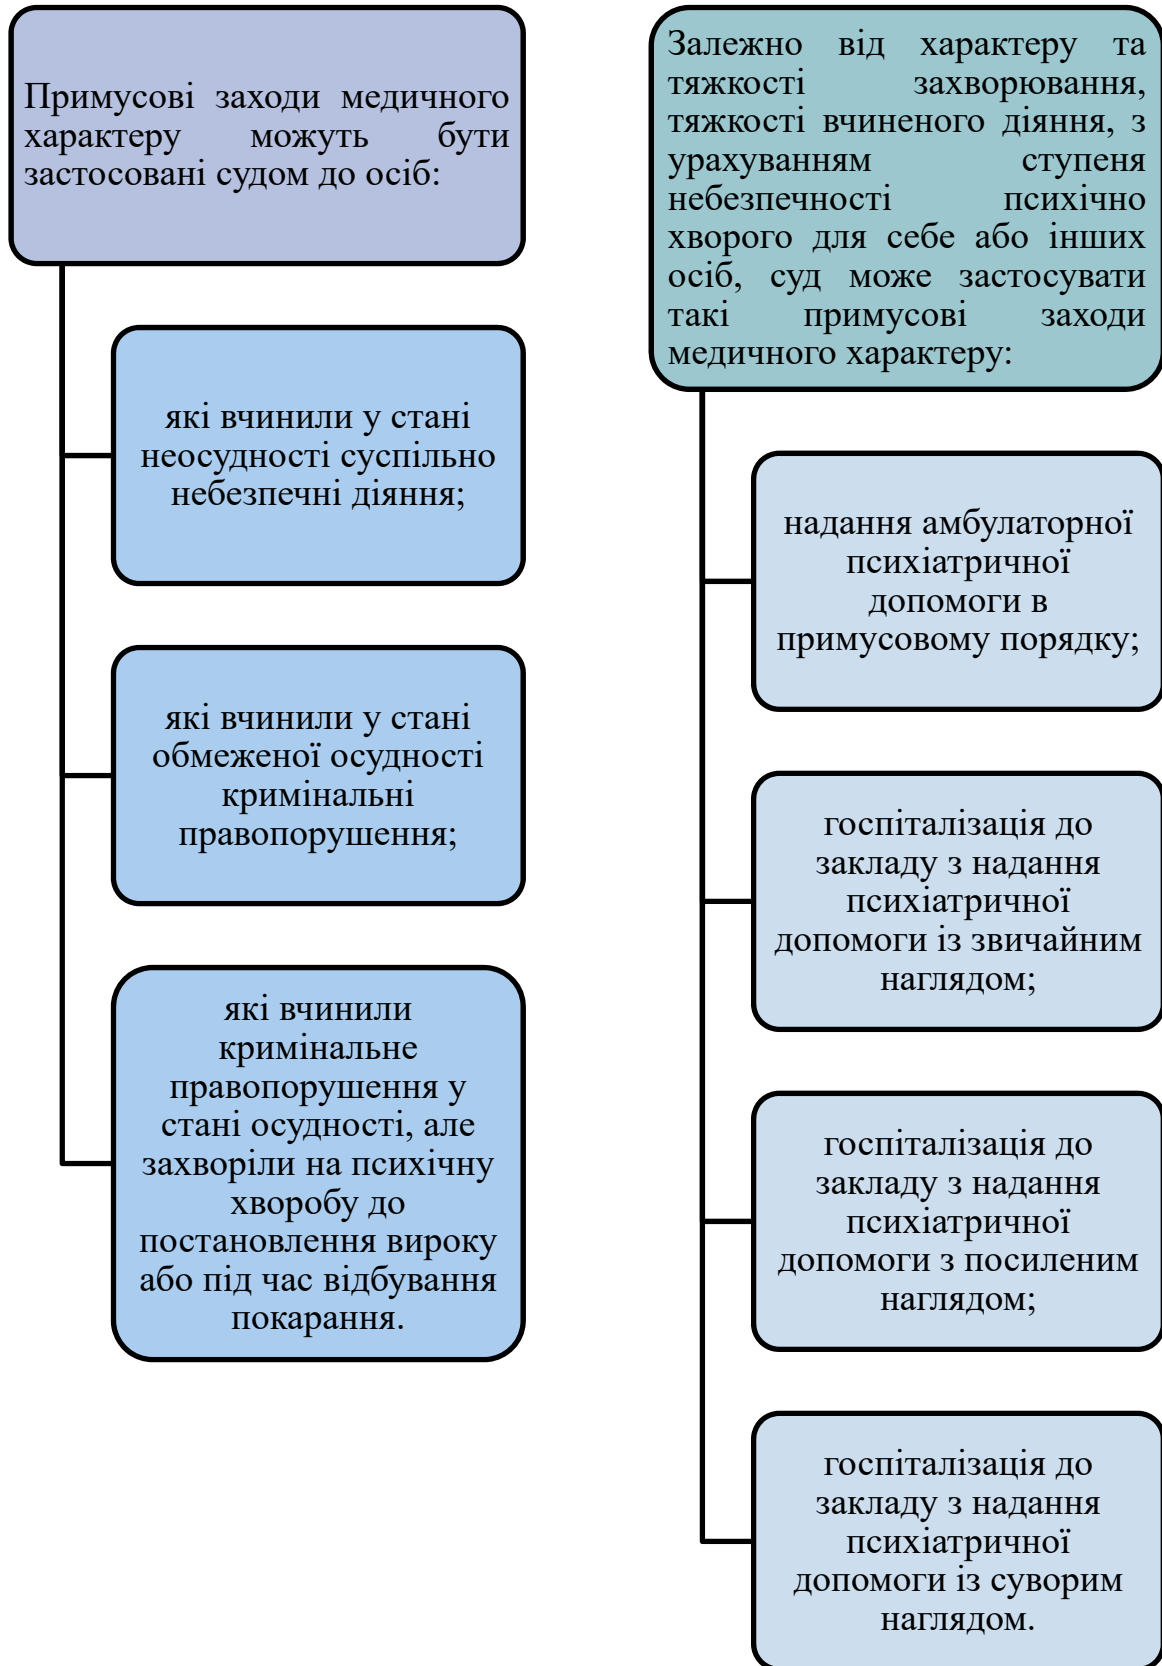 Примусові заходи медичного
характеру можуть бути
застосовані судом до осіб:
які вчинили у стані
неосудності суспільно
небезпечні діяння;
які вчинили у стані
обмеженої осудності
кримінальні
правопорушення;
які вчинили
кримінальне
правопорушення у
стані осудності, але
захворіли на психічну
хворобу до
постановлення вироку
або під час відбування
покарання.
Залежно від характеру та
тяжкості захворювання,
тяжкості вчиненого діяння, з
урахуванням ступеня
небезпечності психічно
хворого для себе або інших
осіб, суд може застосувати
такі примусові заходи
медичного характеру:
надання амбулаторної
психіатричної
допомоги в
примусовому порядку;
госпіталізація до
закладу з надання
психіатричної
допомоги із звичайним
наглядом;
госпіталізація до
закладу з надання
психіатричної
допомоги з посиленим
наглядом;
госпіталізація до
закладу з надання
психіатричної
допомоги із суворим
наглядом.